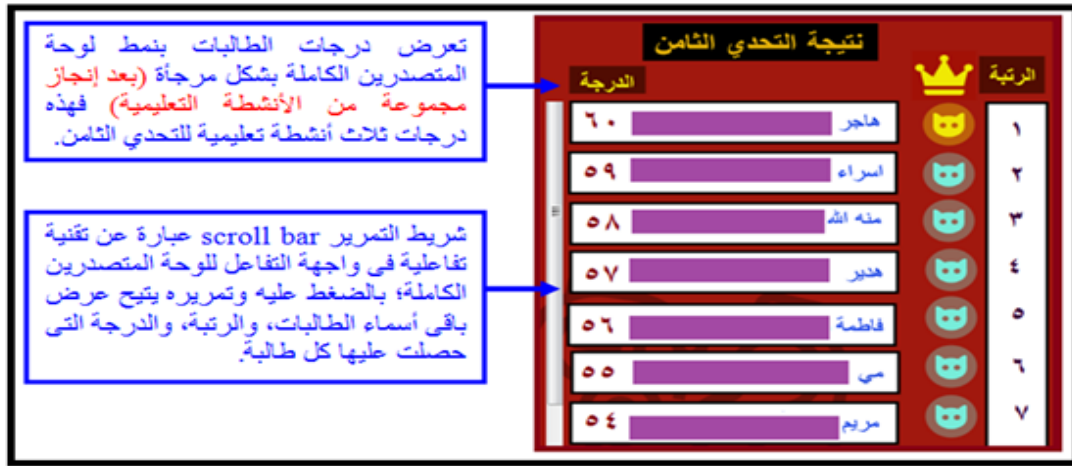 نتيجة التحدي الثامن
الرتبة
الدرجة
١ هاجر ٦٠
٢ اسراء ٥٩
٣ منه الله ٥٨
٤ هدير ٥٧
٥ فاطمة ٥٦
٦ مي ٥٥
٧ مريم ٥٤
تعرض درجات الطالبات بنمط لوحة
المتصدرين الكاملة بشكل مرجأة (بعد إنجاز
مجموعة من الأنشطة التعليمية) فهذه
درجات ثلاث أنشطة تعليمية للتحدي الثامن.
شريط التمرير scroll bar عبارة عن تقنية
تفاعلية فى واجهة التفاعل للوحة المتصدرين
الكاملة؛ بالضغط عليه وتمريره يتيح عرض
باقى أسماء الطالبات، والرتبة، والدرجة التى
حصلت عليها كل طالبة.